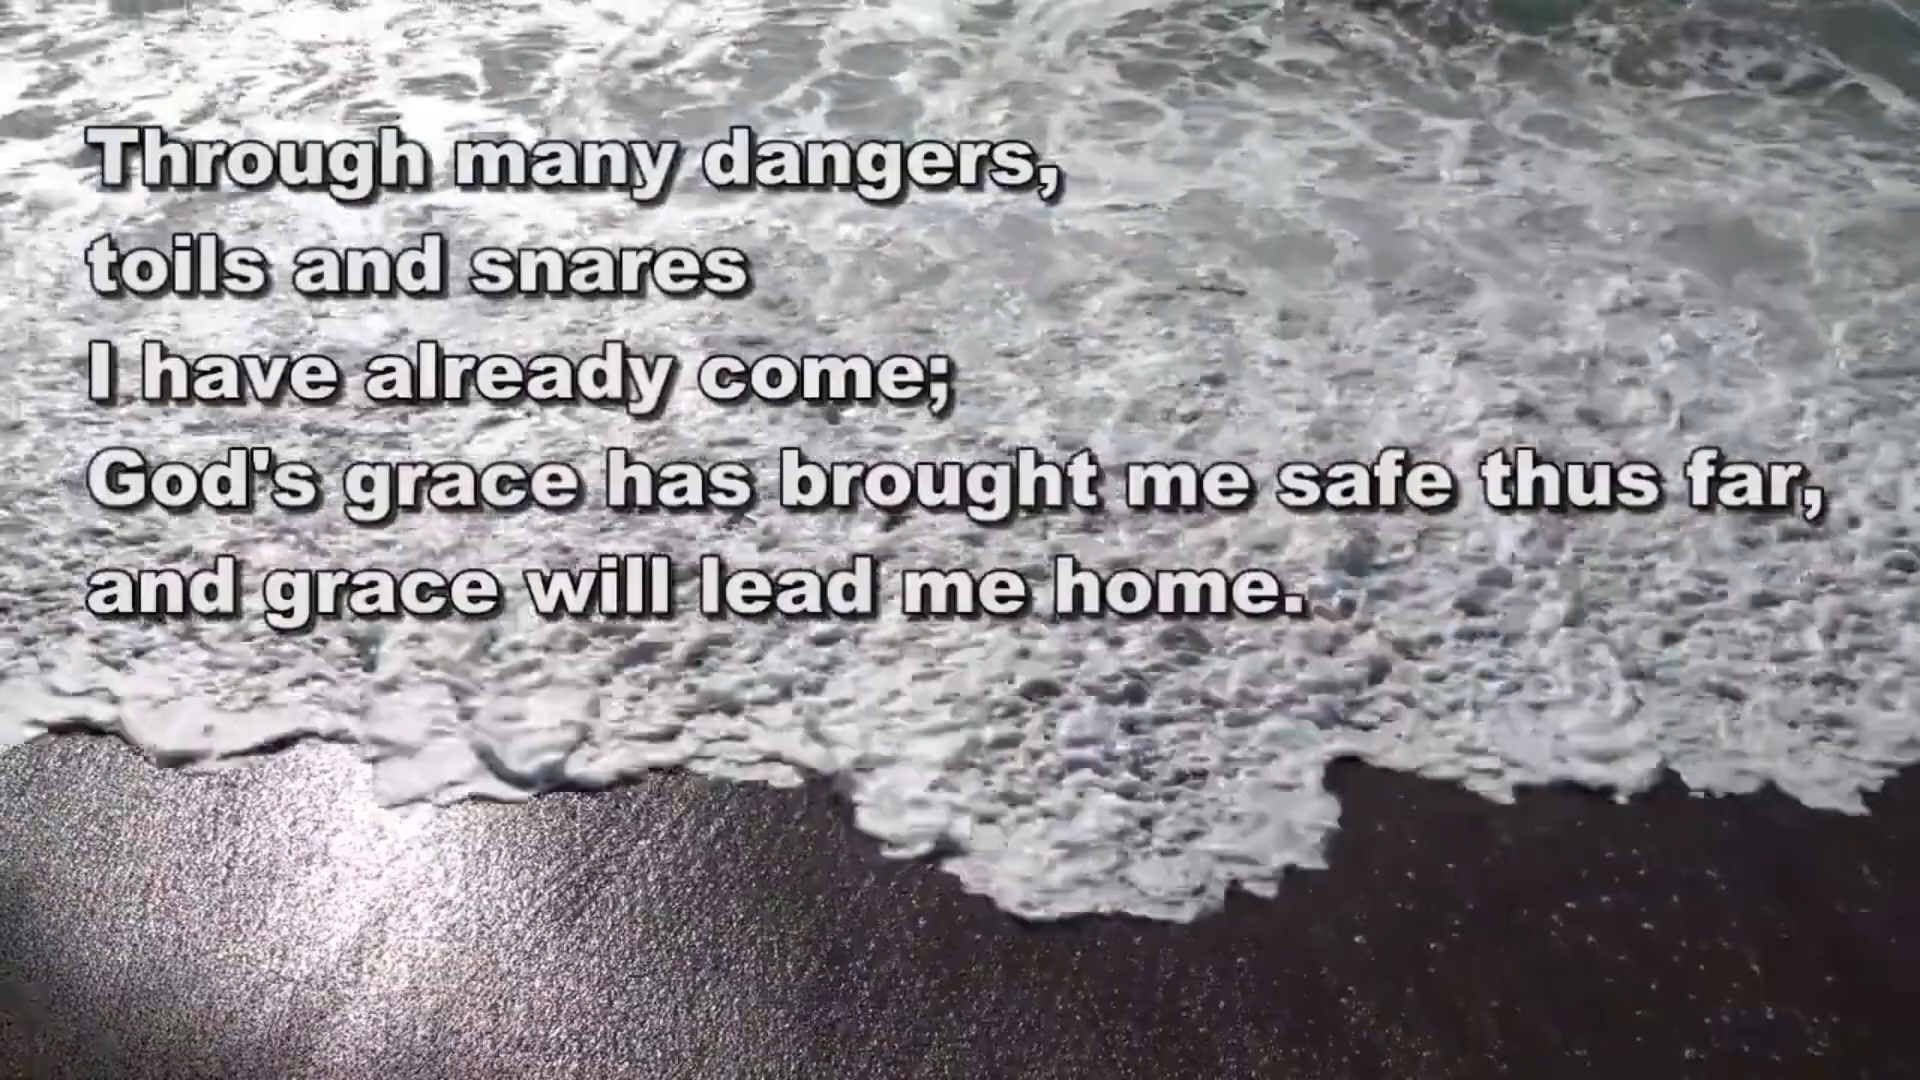 Through many dangers,
toils and snares
I have already come;
God's grace has brought me safe thus far,
and grace will lead me home.